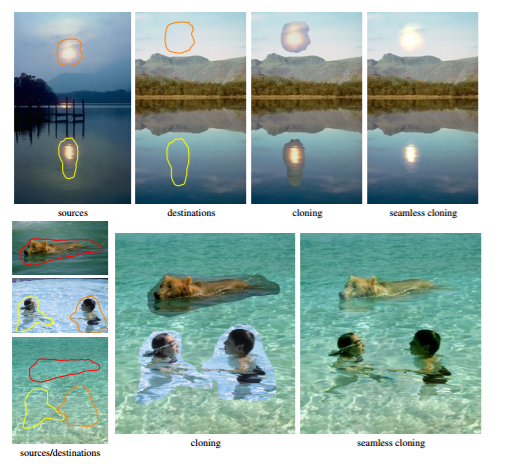 sources
destinations
cloning
seamless cloning
sources/destinations
cloning
seamless cloning